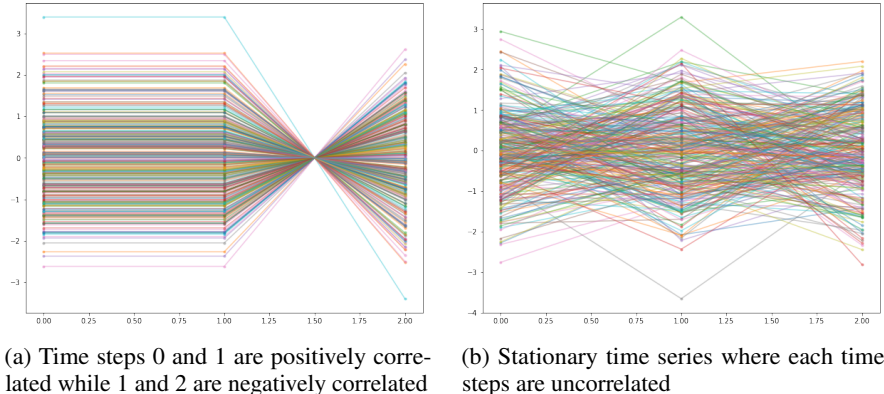 3
2
1
0
−1
−2
−3
0.00 0.25 0.50 0.75 1.00 1.25 1.50 1.75 2.00
3
2
1
0
−1
−2
−3
−4
0.00 0.25 0.50 0.75 1.00 1.25 1.50 1.75 2.00
(a) Time steps 0 and 1 are positively corre-
lated while 1 and 2 are negatively correlated
(b) Stationary time series where each time
steps are uncorrelated